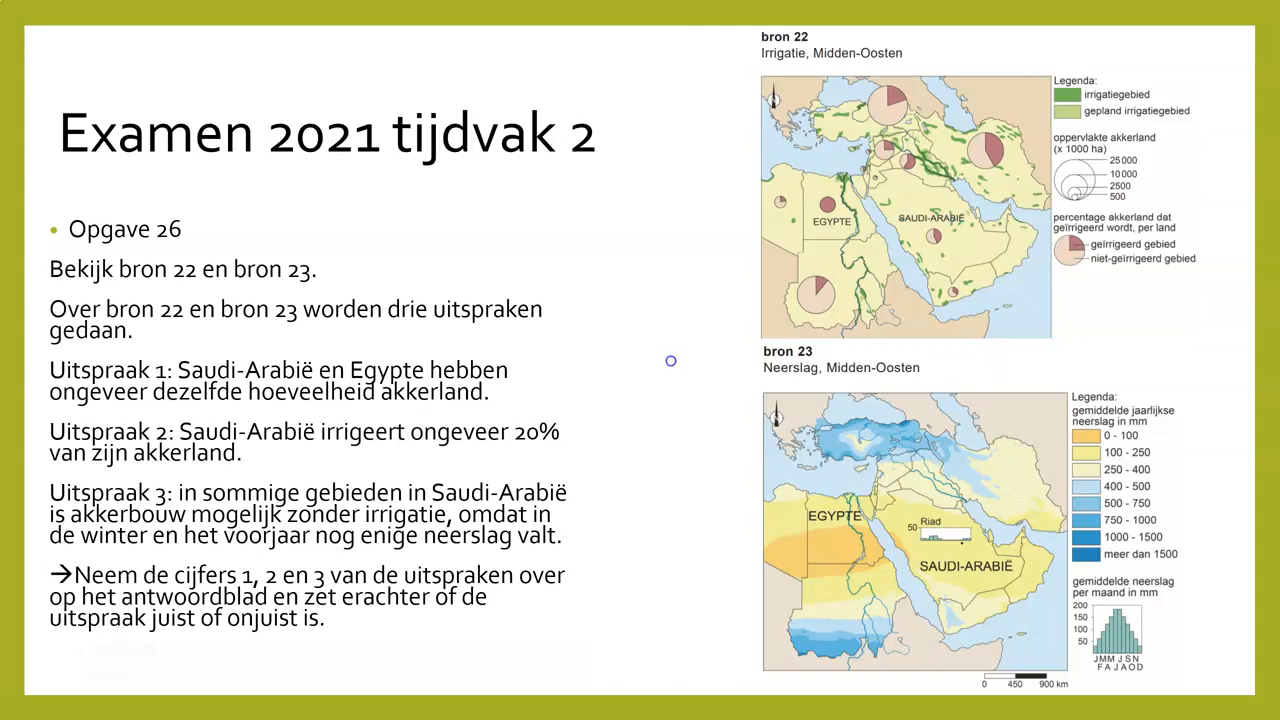 Examen 2021 tijdvak 2
• Opgave 26
Bekijk bron 22 en bron 23.
Over bron 22 en bron 23 worden drie uitspraken
gedaan.
Uitspraak 1: Saudi-Arabië en Egypte hebben
ongeveer dezelfde hoeveelheid akkerland.
Uitspraak 2: Saudi-Arabië irrigeert ongeveer 20%
van zijn akkerland.
Uitspraak 3: in sommige gebieden in Saudi-Arabië
is akkerbouw mogelijk zonder irrigatie, omdat in
de winter en het voorjaar nog enige neerslag valt.
→Neem de cijfers 1, 2 en 3 van de uitspraken over
op het antwoordblad en zet erachter of de
uitspraak juist of onjuist is.
bron 22
Irrigatie, Midden-Oosten
EGYPTE
SAUDI-ARABIË
Legenda:
irrigatiegebied
gepland irrigatiegebied
oppervlakte akkerland
(x 1000 ha)
25 000
10 000
2500
500
percentage akkerland dat
geïrrigeerd wordt, per land
geïrrigeerd gebied
niet-geïrrigeerd gebied
bron 23
Neerslag, Midden-Oosten
EGYPTE
50
Riad
SAUDI-ARABIË
Legenda:
gemiddelde jaarlijkse
neerslag in mm
0 - 100
100 - 250
250 - 400
400 - 500
500 - 750
750 - 1000
1000 - 1500
meer dan 1500
gemiddelde neerslag
per maand in mm
200
150
100
50
J M M J S N
F A J A O D
0 450 900 km